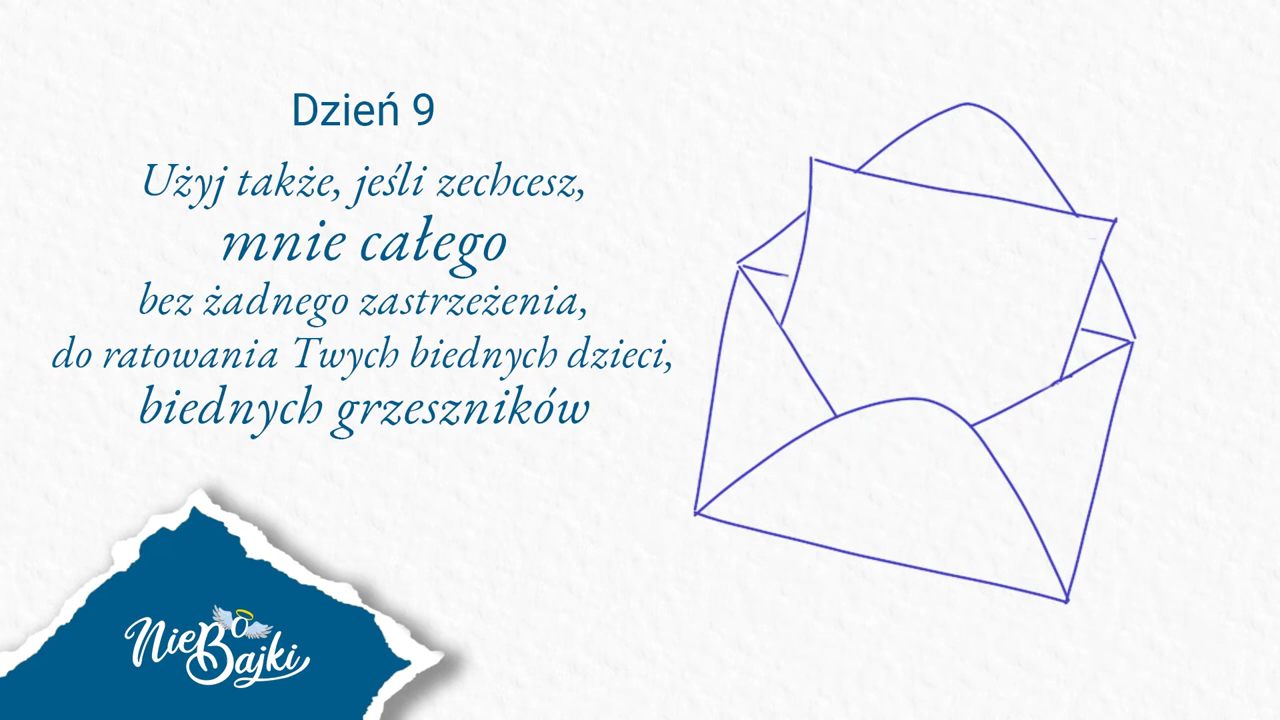 Dzień 9
Użyj także, jeśli zechcesz,
mnie całego
bez żadnego zastrzeżenia,
do ratowania Twych biednych dzieci,
biednych grzeszników
NieBoBajki